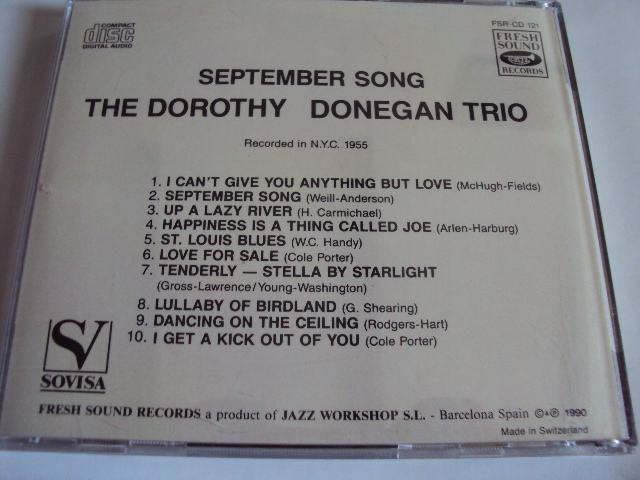 COMPACT
disc
DIGITAL AUDIO
FSR-CD 121
FRESH
SOUND
RECORDS
SEPTEMBER SONG
THE DOROTHY DONEGAN TRIO
Recorded in N.Y.C. 1955
1. I CAN'T GIVE YOU ANYTHING BUT LOVE (McHugh-Fields)
2. SEPTEMBER SONG (Weill-Anderson)
3. UP A LAZY RIVER (H. Carmichael)
4. HAPPINESS IS A THING CALLED JOE (Arlen-Harburg)
5. ST. LOUIS BLUES (W.C. Handy)
6. LOVE FOR SALE (Cole Porter)
7. TENDERLY — STELLA BY STARLIGHT
(Gross-Lawrence/Young-Washington)
8. LULLABY OF BIRDLAND (G. Shearing)
9. DANCING ON THE CEILING (Rodgers-Hart)
10. I GET A KICK OUT OF YOU (Cole Porter)
SV
SOVISA
FRESH SOUND RECORDS a product of JAZZ WORKSHOP S.L. - Barcelona Spain ©+℗ 1990
Made in Switzerland